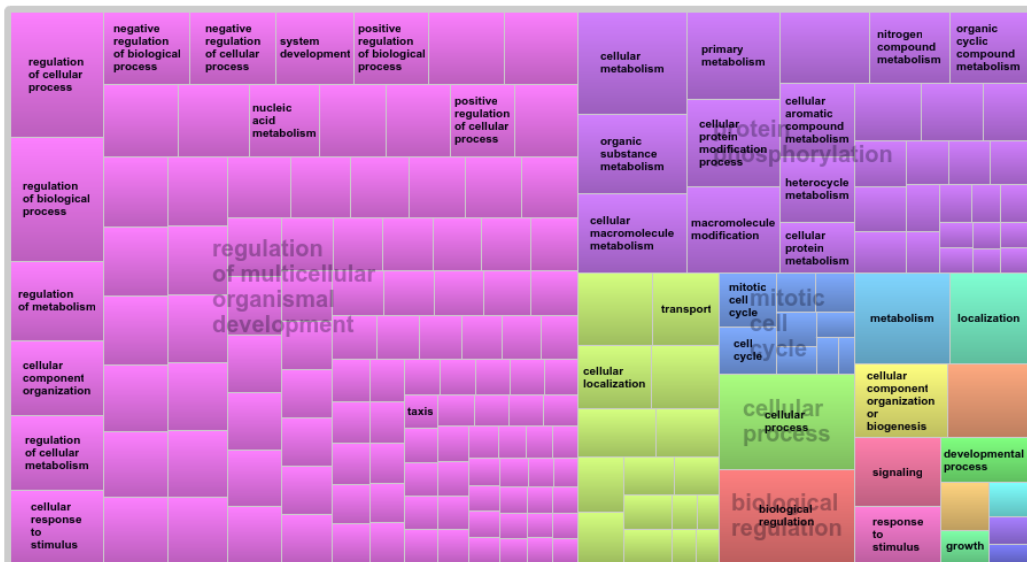 regulation
of cellular
process
negative
regulation
of biological
process
negative
regulation
of cellular
process
system
development
positive
regulation
of biological
process
nucleic
acid
metabolism
positive
regulation
of cellular
process
regulation
of biological
process
regulation
of metabolism
cellular
component
organization
regulation
of cellular
metabolism
cellular
response
to
stimulus
regulation
of multicellular
organismal
development
taxis
cellular
metabolism
primary
metabolism
nitrogen
compound
metabolism
organic
cyclic
compound
metabolism
organic
substance
metabolism
cellular
protein
modification
process
cellular
aromatic
compound
metabolism
protein
phosphorylation
heterocycle
metabolism
cellular
macromolecule
metabolism
macromolecule
modification
cellular
protein
metabolism
transport
cellular
localization
mitotic
cell
cycle
cell
cycle
mitotic
cell
cycle
cellular
process
cellular
process
biological
regulation
biological
regulation
metabolism
localization
cellular
component
organization
or
biogenesis
signaling
developmental
process
response
to
stimulus
growth